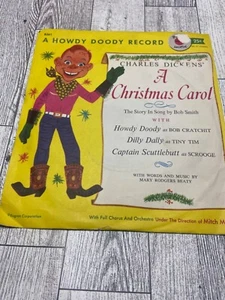 A HOWDY DOODY RECORD
25¢
CHARLES DICKENS'
A
Christmas Carol
The Story In Song by Bob Smith
WITH
Howdy Doody as BOB CRATCHIT
Dilly Dally as TINY TIM
Captain Scuttlebutt as SCROOGE
WITH WORDS AND MUSIC BY
MARY RODGERS BEATY
With Full Chorus And Orchestra Under The Direction of Mitch M